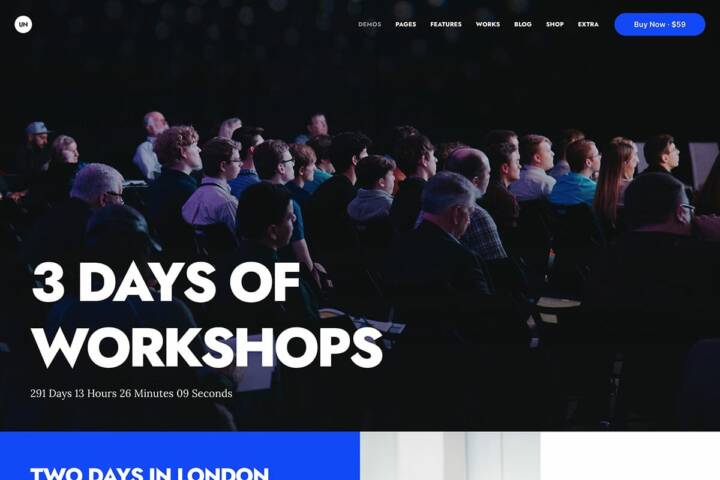 UN
DEMOS
PAGES
FEATURES
WORKS
BLOG
SHOP
EXTRA
Buy Now · $59
3 DAYS OF
WORKSHOPS
291 Days 13 Hours 26 Minutes 09 Seconds
TWO DAYS IN LONDON